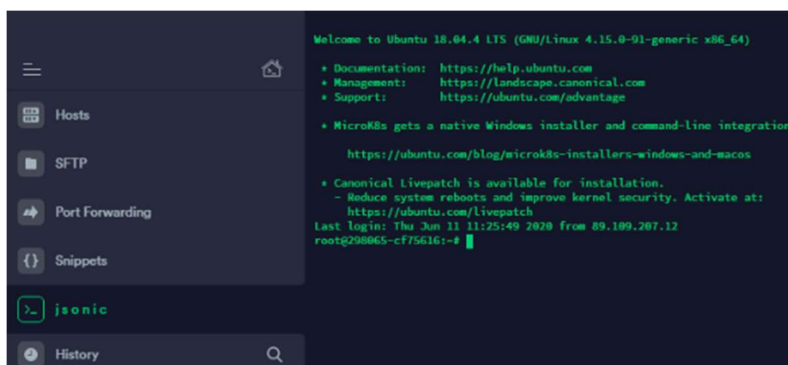 Hosts
SFTP
Port Forwarding
Snippets
jsonic
History
Welcome to Ubuntu 18.04.4 LTS (GNU/Linux 4.15.0-91-generic x86_64)
* Documentation: https://help.ubuntu.com
* Management: https://landscape.canonical.com
* Support: https://ubuntu.com/advantage
* MicroK8s gets a native Windows installer and command-line integration
https://ubuntu.com/blog/microk8s-installers-windows-and-macos
* Canonical Livepatch is available for installation.
- Reduce system reboots and improve kernel security. Activate at:
https://ubuntu.com/livepatch
Last login: Thu Jun 11 11:25:49 2020 from 89.109.207.12
root@298065-cf75616:~#